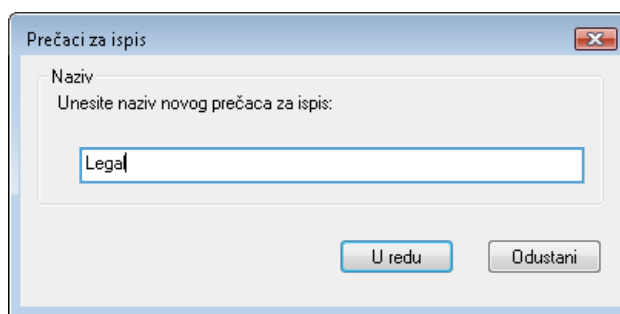 Prečaci za ispis
Naziv
Unesite naziv novog prečaca za ispis:
Legal
U redu
Odustani